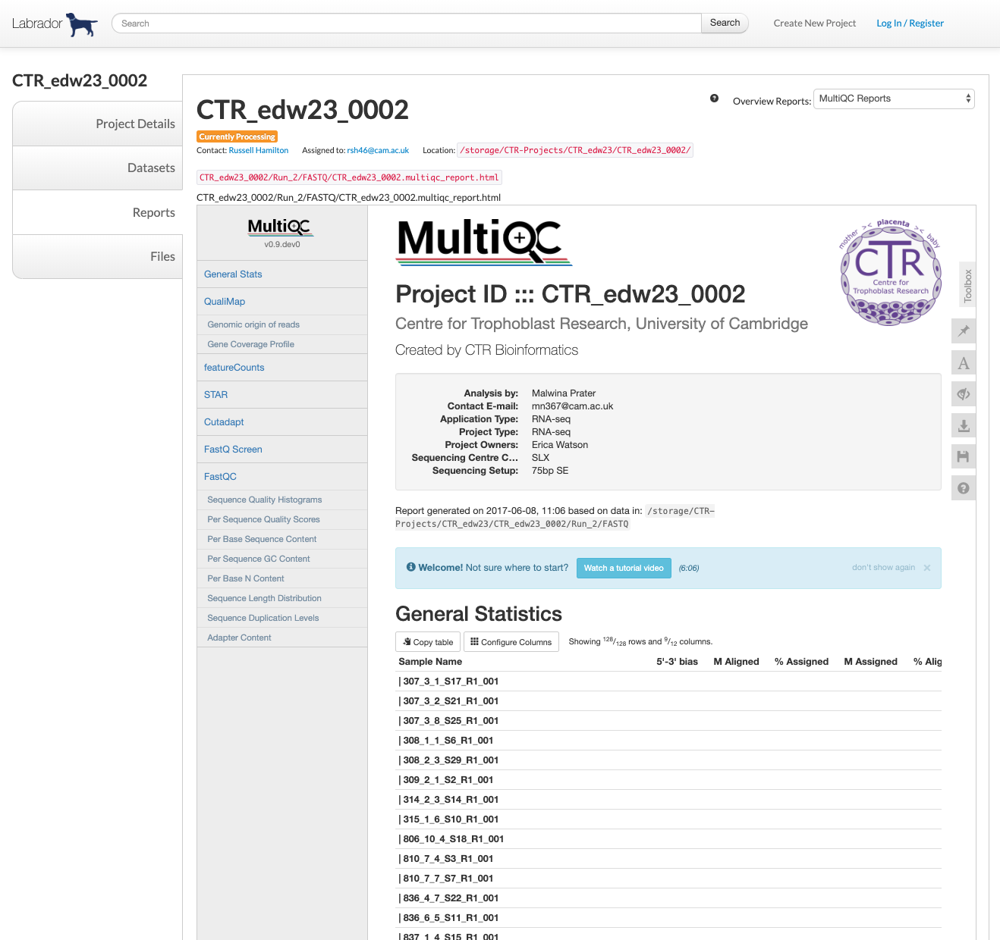 Labrador
Search
Search
Create New Project
Log In / Register
CTR_edw23_0002
Project Details
Datasets
Reports
Files
CTR_edw23_0002
Overview Reports: MultiQC Reports
Currently Processing
Contact: Russell Hamilton Assigned to: rsh46@cam.ac.uk Location: /storage/CTR-Projects/CTR_edw23/CTR_edw23_0002/
CTR_edw23_0002/Run_2/FASTQ/CTR_edw23_0002.multiqc_report.html
CTR_edw23_0002/Run_2/FASTQ/CTR_edw23_0002.multiqc_report.html
MultiQC
v0.9.dev0
General Stats
QualiMap
Genomic origin of reads
Gene Coverage Profile
featureCounts
STAR
Cutadapt
FastQ Screen
FastQC
Sequence Quality Histograms
Per Sequence Quality Scores
Per Base Sequence Content
Per Sequence GC Content
Per Base N Content
Sequence Length Distribution
Sequence Duplication Levels
Adapter Content
MultiQC
mother >< placenta >< baby
CTR
Centre for
Trophoblast Research
Toolbox
A
Project ID ::: CTR_edw23_0002
Centre for Trophoblast Research, University of Cambridge
Created by CTR Bioinformatics
Analysis by: Malwina Prater
Contact E-mail: mn367@cam.ac.uk
Application Type: RNA-seq
Project Type: RNA-seq
Project Owners: Erica Watson
Sequencing Centre C... SLX
Sequencing Setup: 75bp SE
Report generated on 2017-06-08, 11:06 based on data in: /storage/CTR-
Projects/CTR_edw23/CTR_edw23_0002/Run_2/FASTQ
Welcome! Not sure where to start? Watch a tutorial video (6:06) don't show again ×
General Statistics
Copy table Configure Columns Showing 128/128 rows and 9/12 columns.
Sample Name 5'-3' bias M Aligned % Assigned M Assigned % Alig
| 307_3_1_S17_R1_001
| 307_3_2_S21_R1_001
| 307_3_8_S25_R1_001
| 308_1_1_S6_R1_001
| 308_2_3_S29_R1_001
| 309_2_1_S2_R1_001
| 314_2_3_S14_R1_001
| 315_1_6_S10_R1_001
| 806_10_4_S18_R1_001
| 810_7_4_S3_R1_001
| 810_7_7_S7_R1_001
| 836_4_7_S22_R1_001
| 836_6_5_S11_R1_001
| 837_1_4_S15_R1_001